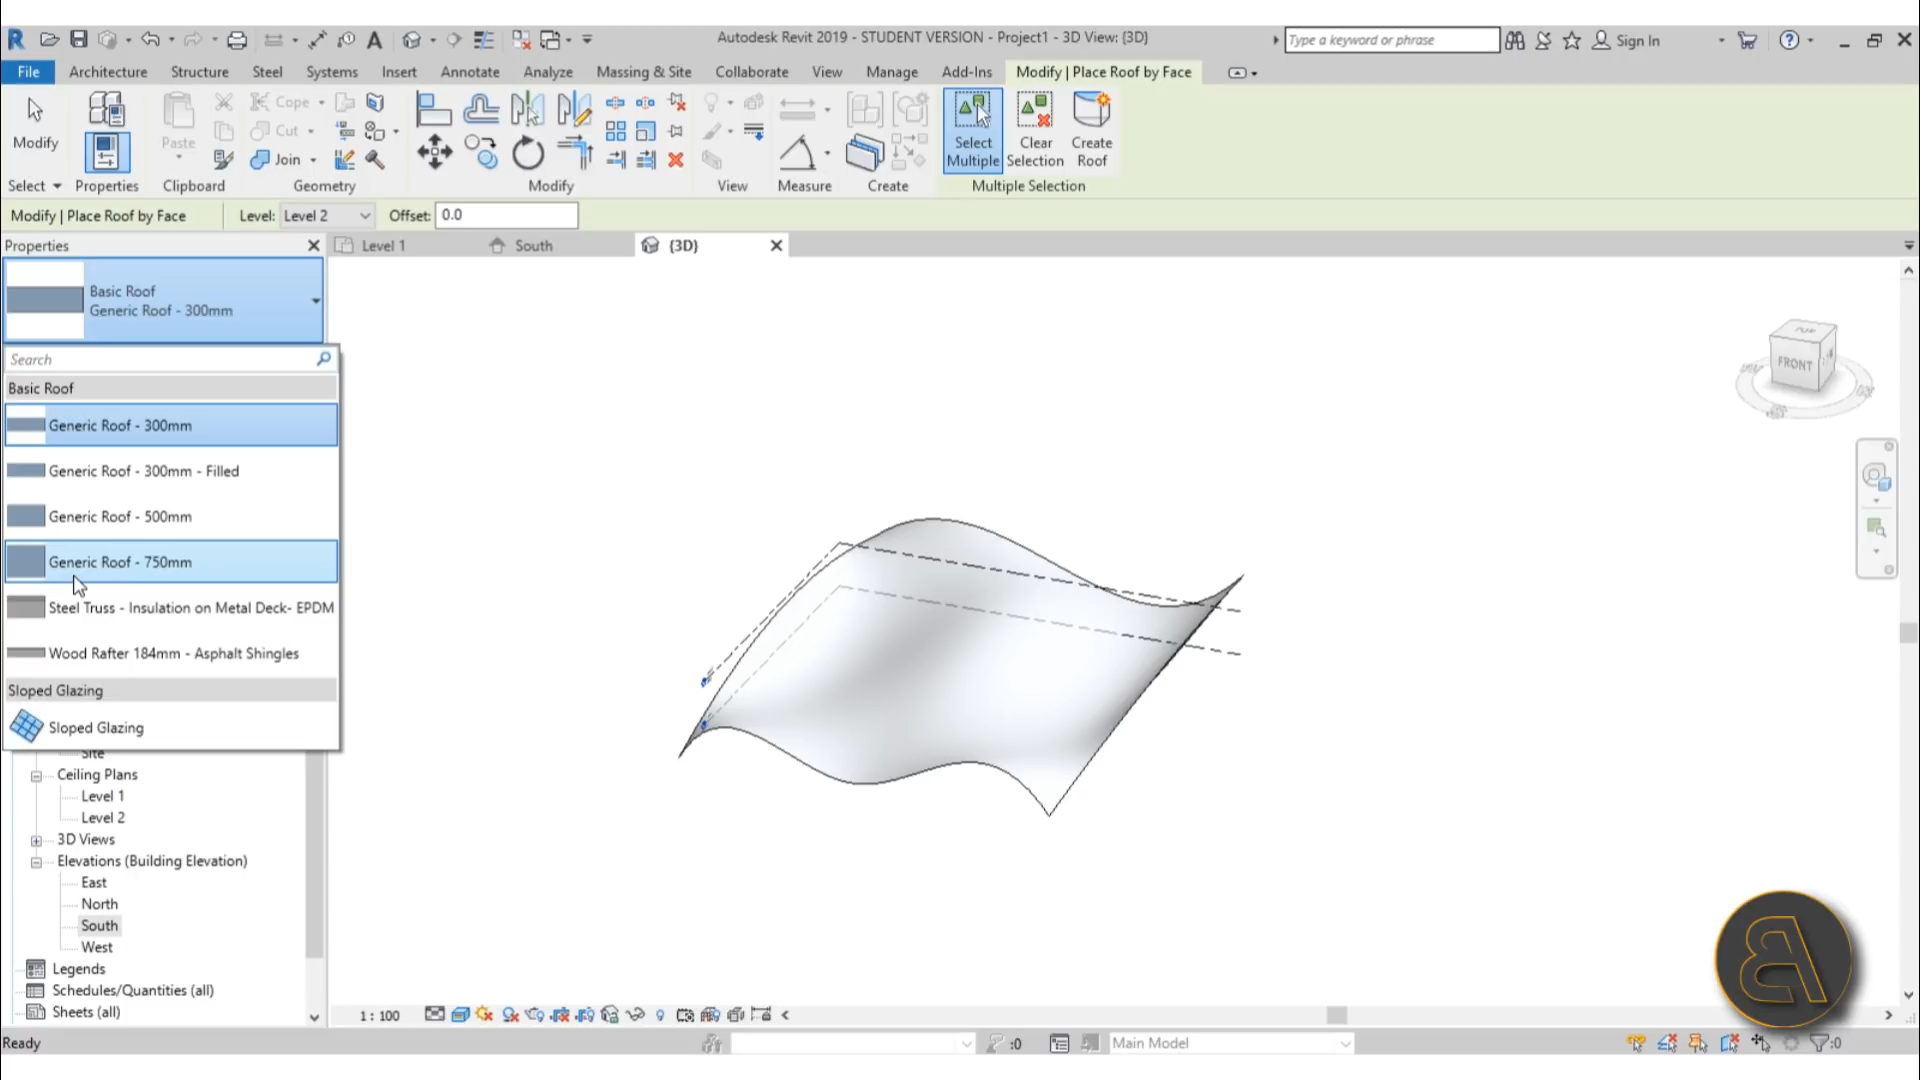 Autodesk Revit 2019 - STUDENT VERSION - Project1 - 3D View: {3D}
Type a keyword or phrase
Sign In
File Architecture Structure Steel Systems Insert Annotate Analyze Massing & Site Collaborate View Manage Add-Ins Modify | Place Roof by Face
Modify
Paste
Cope
Cut
Join
Select Multiple
Clear Selection
Create Roof
Select Properties Clipboard Geometry Modify View Measure Create Multiple Selection
Modify | Place Roof by Face Level: Level 2 Offset: 0.0
Properties
Level 1 South {3D}
Basic Roof
Generic Roof - 300mm
Search
Basic Roof
Generic Roof - 300mm
Generic Roof - 300mm - Filled
Generic Roof - 500mm
Generic Roof - 750mm
Steel Truss - Insulation on Metal Deck- EPDM
Wood Rafter 184mm - Asphalt Shingles
Sloped Glazing
Sloped Glazing
Site
Ceiling Plans
Level 1
Level 2
3D Views
Elevations (Building Elevation)
East
North
South
West
Legends
Schedules/Quantities (all)
Sheets (all)
FRONT
1 : 100
Ready
:0
Main Model
:0